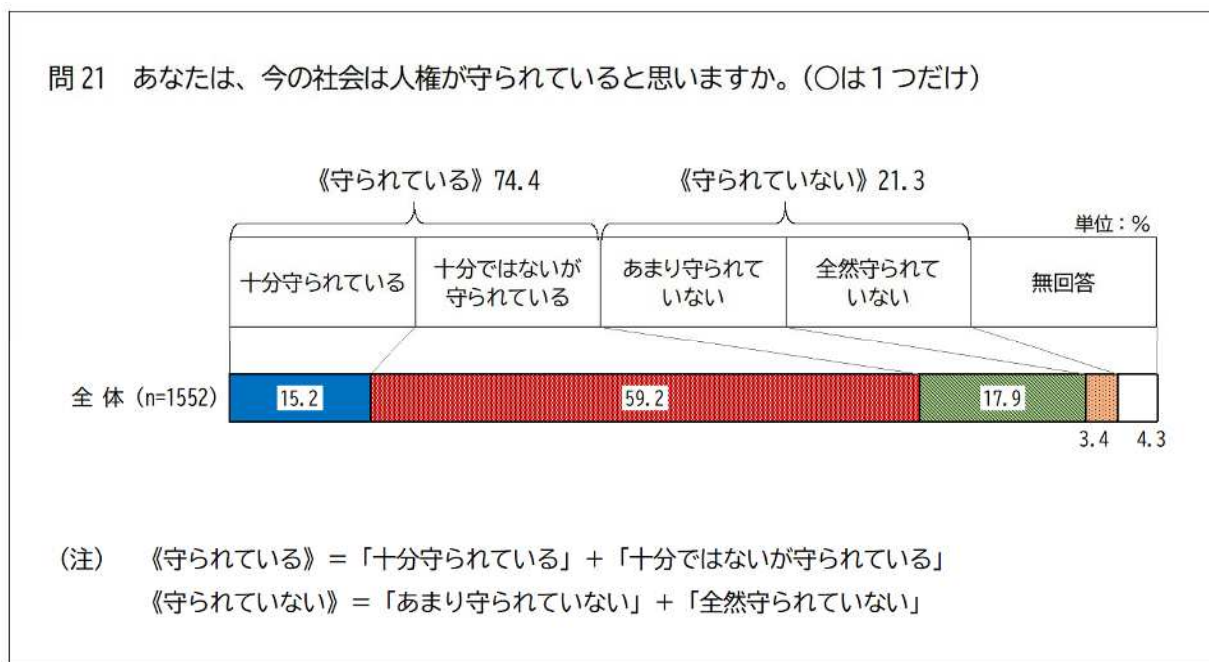 問21　あなたは、今の社会は人権が守られていると思いますか。（○は１つだけ）
《守られている》74.4　《守られていない》21.3
単位：％
十分守られている
十分ではないが
守られている
あまり守られて
いない
全然守られて
いない
無回答
全 体 (n=1552)　15.2　59.2　17.9
3.4　4.3
（注）　《守られている》＝「十分守られている」＋「十分ではないが守られている」
《守られていない》＝「あまり守られていない」＋「全然守られていない」